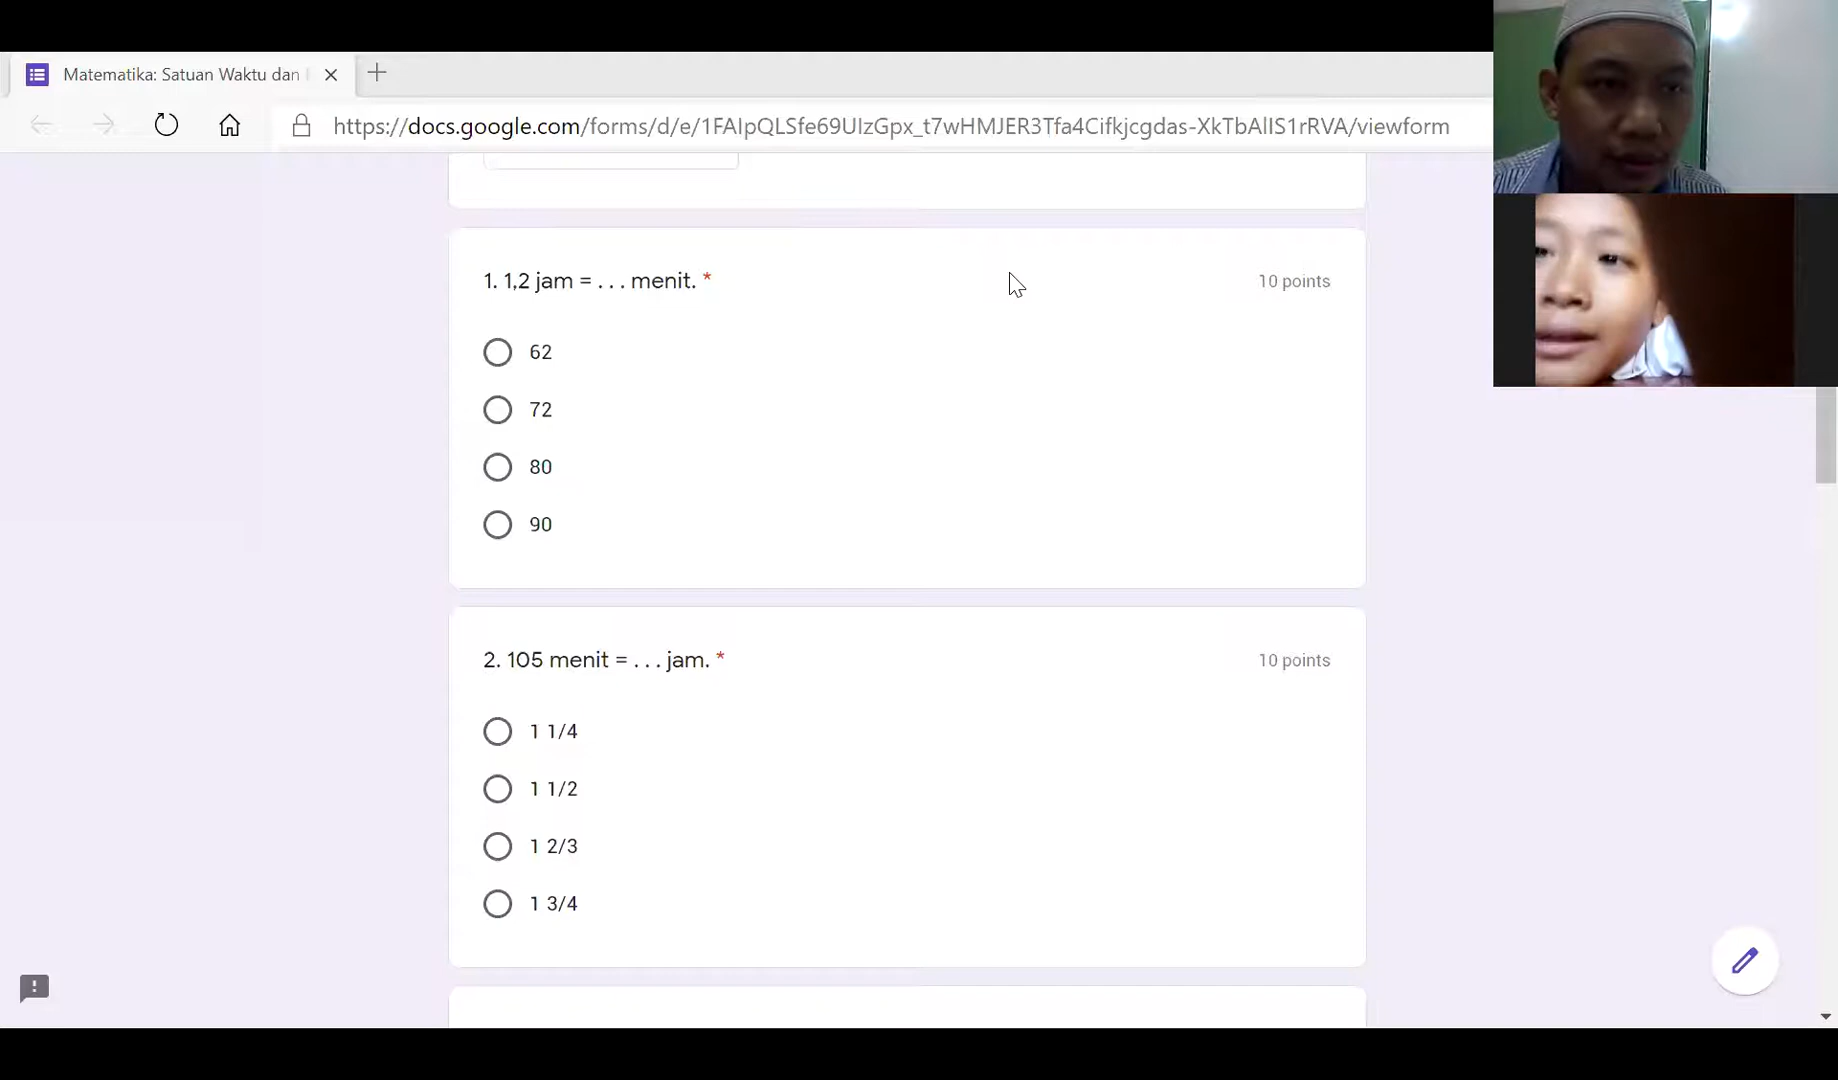 Matematika: Satuan Waktu dan
https://docs.google.com/forms/d/e/1FAIpQLSfe69UIzGpx_t7wHMJER3Tfa4Cifkjcgdas-XkTbAlIS1rRVA/viewform
1. 1,2 jam = . . . menit. *
10 points
62
72
80
90
2. 105 menit = . . . jam. *
10 points
1 1/4
1 1/2
1 2/3
1 3/4